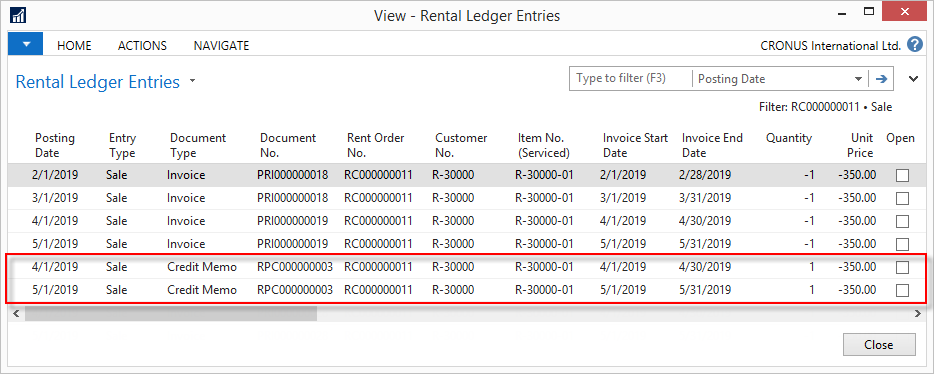 View - Rental Ledger Entries
HOME ACTIONS NAVIGATE CRONUS International Ltd. ?
Rental Ledger Entries Type to filter (F3) Posting Date
Filter: RC000000011 • Sale
Posting Date Entry Type Document Type Document No. Rent Order No. Customer No. Item No. (Serviced) Invoice Start Date Invoice End Date Quantity Unit Price Open
2/1/2019 Sale Invoice PRI000000018 RC000000011 R-30000 R-30000-01 2/1/2019 2/28/2019 -1 -350.00
3/1/2019 Sale Invoice PRI000000018 RC000000011 R-30000 R-30000-01 3/1/2019 3/31/2019 -1 -350.00
4/1/2019 Sale Invoice PRI000000019 RC000000011 R-30000 R-30000-01 4/1/2019 4/30/2019 -1 -350.00
5/1/2019 Sale Invoice PRI000000019 RC000000011 R-30000 R-30000-01 5/1/2019 5/31/2019 -1 -350.00
4/1/2019 Sale Credit Memo RPC000000003 RC000000011 R-30000 R-30000-01 4/1/2019 4/30/2019 1 -350.00
5/1/2019 Sale Credit Memo RPC000000003 RC000000011 R-30000 R-30000-01 5/1/2019 5/31/2019 1 -350.00
Close